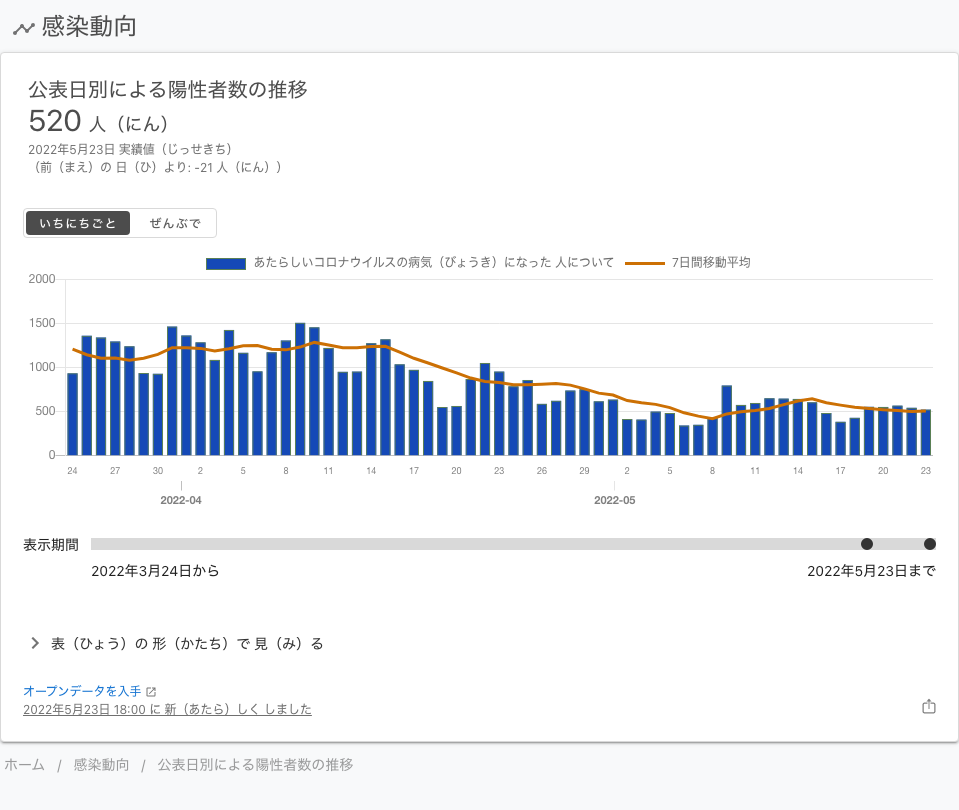 感染動向
公表日別による陽性者数の推移
520 人（にん）
2022年5月23日 実績値（じっせきち）
（前（まえ）の 日（ひ）より: -21 人（にん））
いちにちごと ぜんぶで
あたらしいコロナウイルスの病気（びょうき）になった 人について 7日間移動平均
2000
1500
1000
500
0
24 27 30 2 5 8 11 14 17 20 23 26 29 2 5 8 11 14 17 20 23
2022-04 2022-05
表示期間
2022年3月24日から 2022年5月23日まで
表（ひょう）の 形（かたち）で 見（み）る
オープンデータを入手
2022年5月23日 18:00 に 新（あたら）しく しました
ホーム / 感染動向 / 公表日別による陽性者数の推移